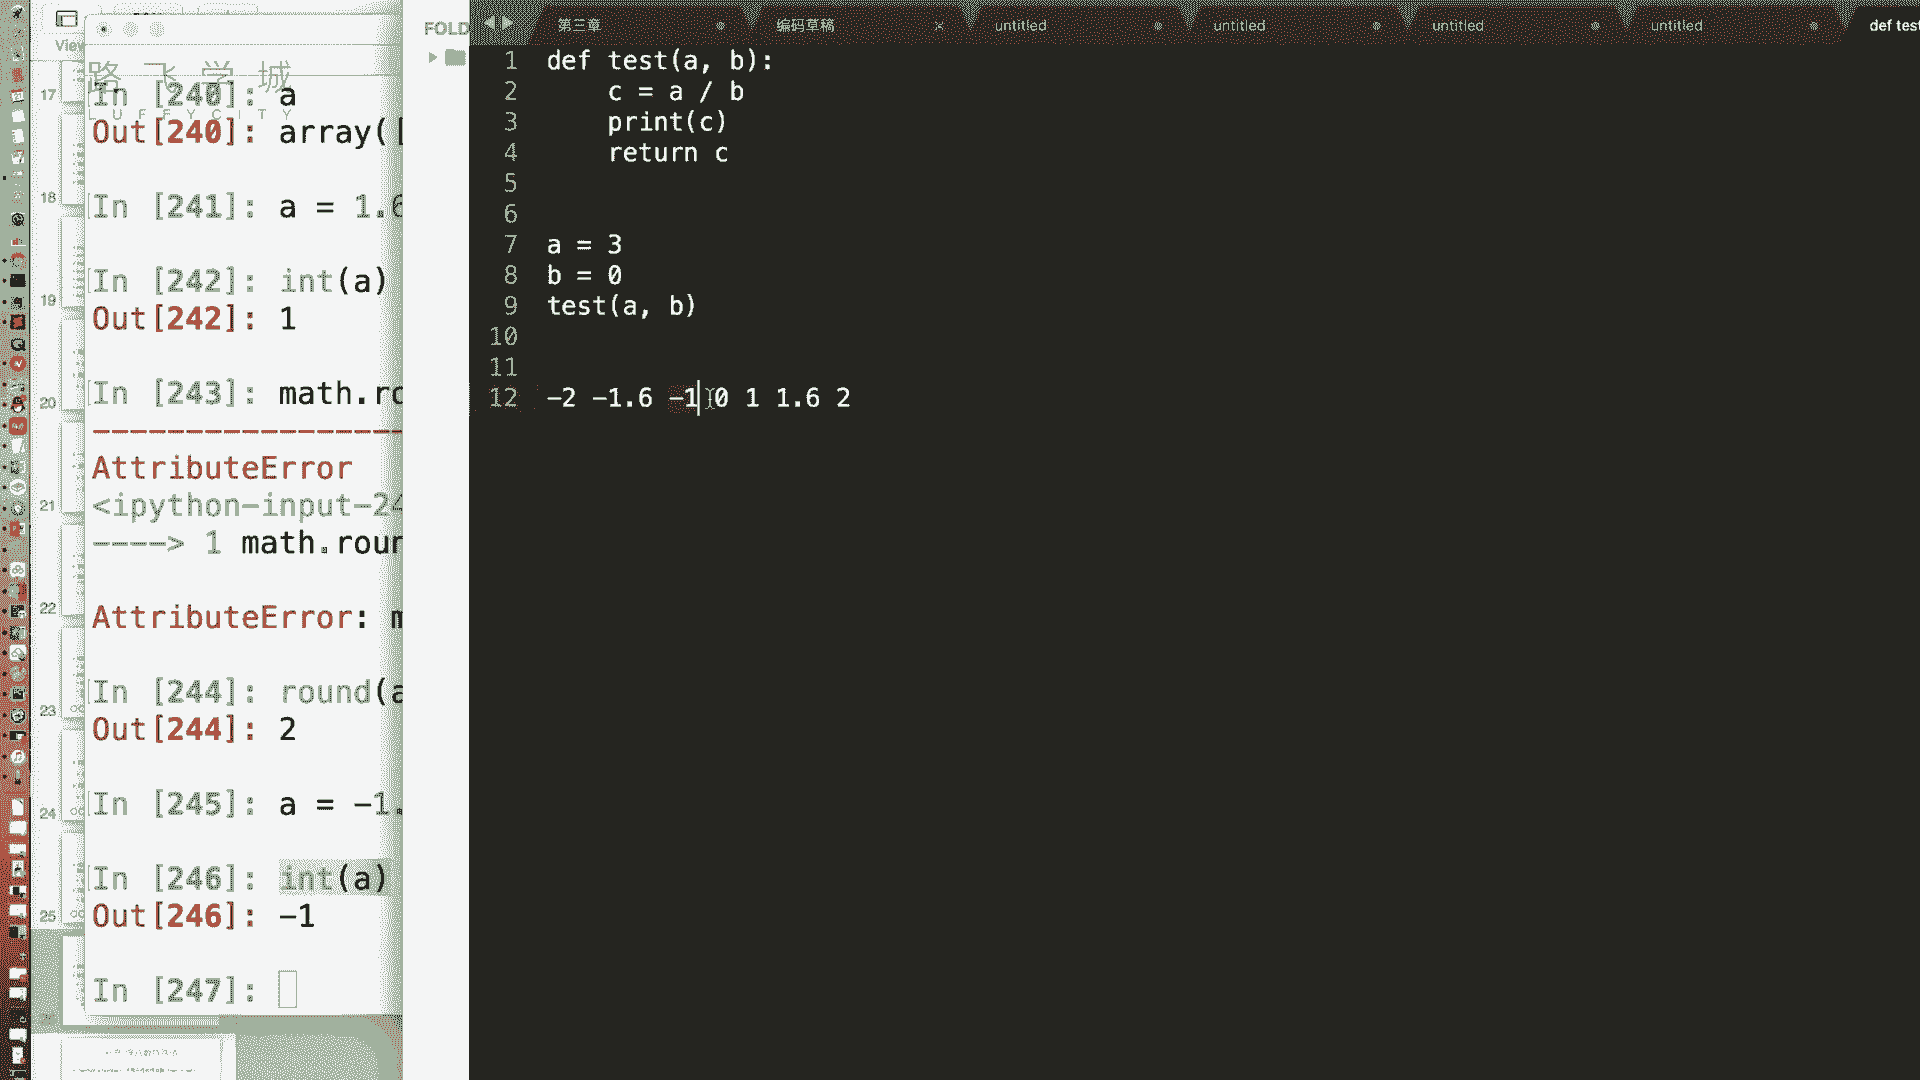 View
路飞学城
LUFFYCITY
17
18
19
20
21
22
23
24
25
In [240]: a
Out[240]: array([
In [241]: a = 1.6
In [242]: int(a)
Out[242]: 1
In [243]: math.ro
AttributeError
<ipython-input-24
----> 1 math.roun
AttributeError: m
In [244]: round(a
Out[244]: 2
In [245]: a = -1.
In [246]: int(a)
Out[246]: -1
In [247]:
FOLD
第三章
编码草稿
untitled
untitled
untitled
untitled
def test
1 def test(a, b):
2     c = a / b
3     print(c)
4     return c
5
6
7 a = 3
8 b = 0
9 test(a, b)
10
11
12 -2 -1.6 -1 0 1 1.6 2